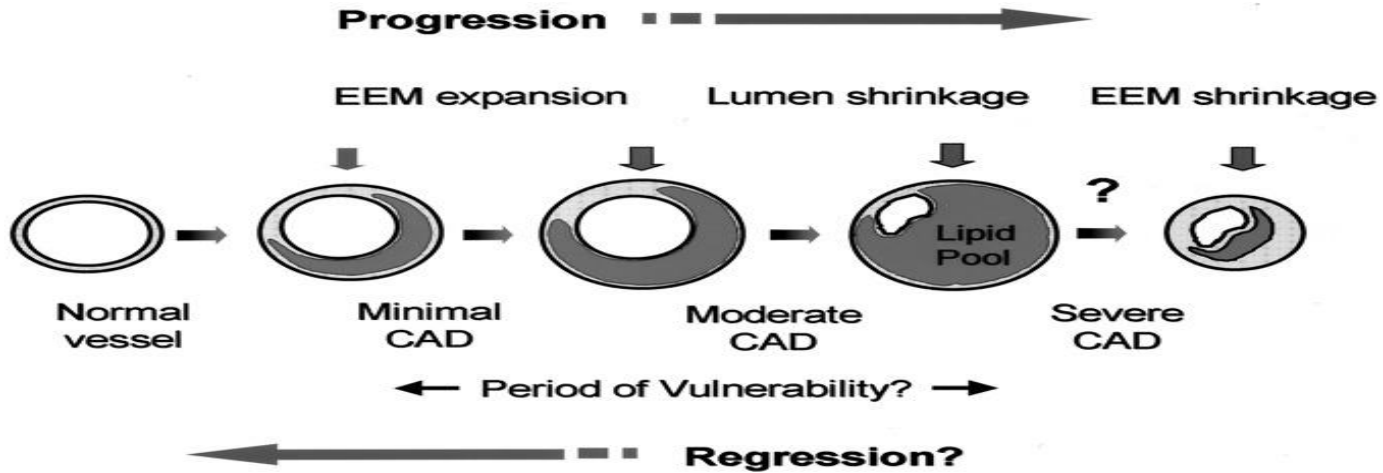 Progression
EEM expansion Lumen shrinkage EEM shrinkage
?
Lipid
Pool
Normal
vessel
Minimal
CAD
Moderate
CAD
Severe
CAD
Period of Vulnerability?
Regression?